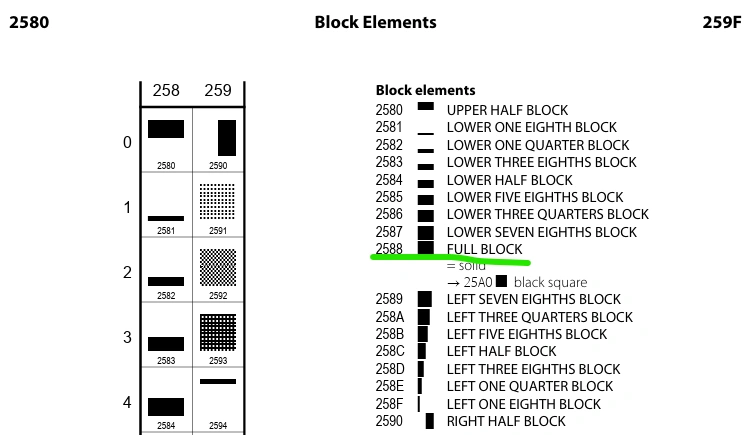 2580 Block Elements 259F
258 259
0
2580 2590
1
2581 2591
2
2582 2592
3
2583 2593
4
2584 2594
Block elements
2580 ▀ UPPER HALF BLOCK
2581 ▁ LOWER ONE EIGHTH BLOCK
2582 ▂ LOWER ONE QUARTER BLOCK
2583 ▃ LOWER THREE EIGHTHS BLOCK
2584 ▄ LOWER HALF BLOCK
2585 ▅ LOWER FIVE EIGHTHS BLOCK
2586 ▆ LOWER THREE QUARTERS BLOCK
2587 ▇ LOWER SEVEN EIGHTHS BLOCK
2588 █ FULL BLOCK
= solid
→ 25A0 ■ black square
2589 ▉ LEFT SEVEN EIGHTHS BLOCK
258A ▊ LEFT THREE QUARTERS BLOCK
258B ▋ LEFT FIVE EIGHTHS BLOCK
258C ▌ LEFT HALF BLOCK
258D ▍ LEFT THREE EIGHTHS BLOCK
258E ▎ LEFT ONE QUARTER BLOCK
258F ▏ LEFT ONE EIGHTH BLOCK
2590 ▐ RIGHT HALF BLOCK